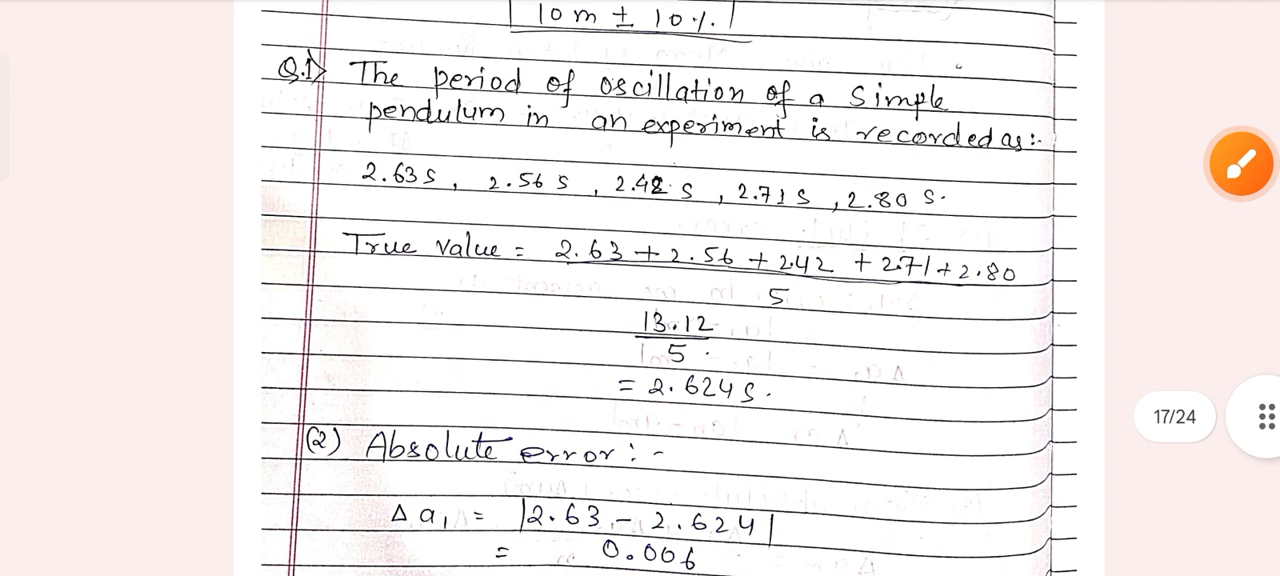 10 m ± 10 %.
Q.1> The period of oscillation of a simple
pendulum in an experiment is recorded as :-
2.63 s , 2.56 s , 2.42 s , 2.71 s , 2.80 s.
True value = 2.63 + 2.56 + 2.42 + 2.71 + 2.80
5
13.12
5
= 2.624 s.
(2) Absolute error : -
Δa₁ = |2.63 - 2.624|
= 0.006
17/24